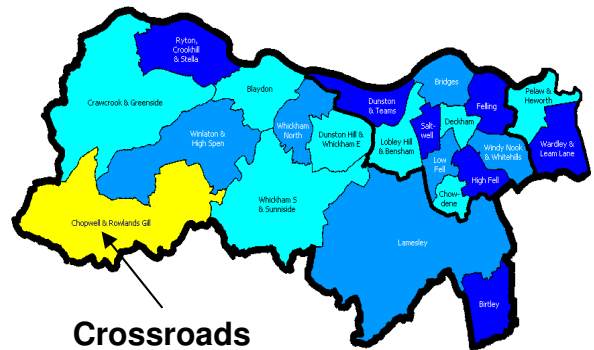 Ryton,
Crookhill
& Stella
Crawcrook & Greenside
Blaydon
Bridges
Pelaw &
Heworth
Dunston
& Teams
Felling
Whickham
North
Winlaton &
High Spen
Dunston Hill &
Whickham E
Lobley Hill
& Bensham
Salt-
well
Deckham
Wardley &
Leam Lane
Windy Nook
& Whitehills
Low
Fell
High Fell
Chow-
dene
Whickham S
& Sunniside
Chopwell & Rowlands Gill
Lamesley
Birtley
Crossroads